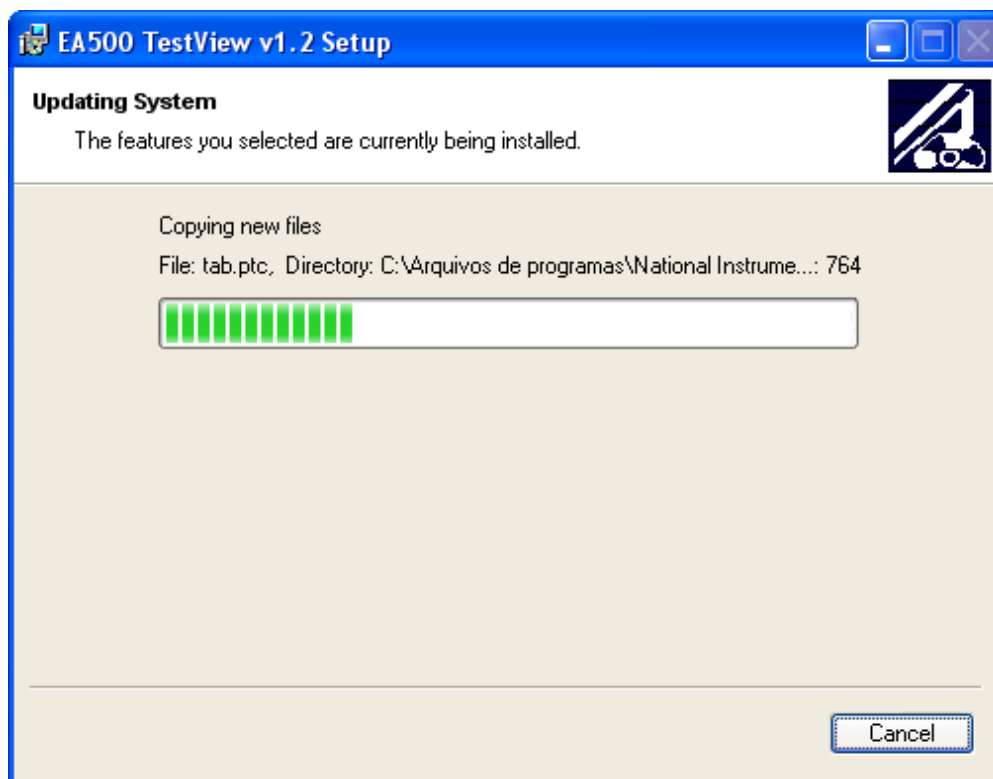 EA500 TestView v1.2 Setup
Updating System
The features you selected are currently being installed.
Copying new files
File: tab.ptc, Directory: C:\Arquivos de programas\National Instrume...: 764
Cancel